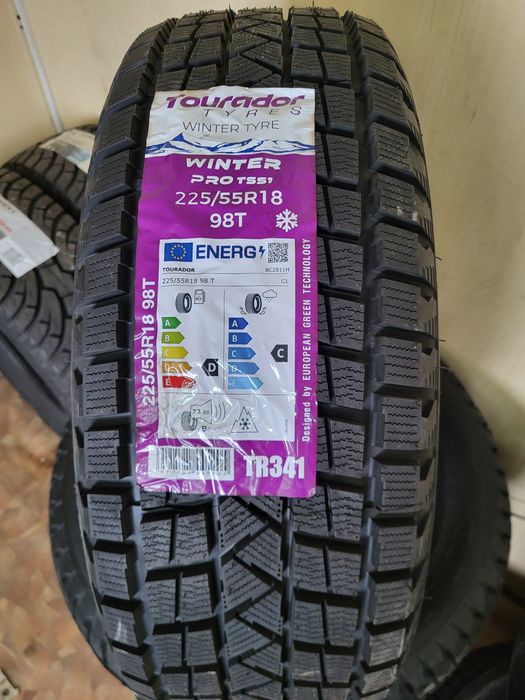 Tourador
TYRES
WINTER TYRE
WINTER
PRO TSS1
225/55R18
98T
ENERG
TOURADOR
BC2811H
225/55R18 98 T
C1
A
B
C
D
E
D
A
B
C
D
E
C
72 dB
B
TR341
225/55R18 98T
Designed by EUROPEAN GREEN TECHNOLOGY